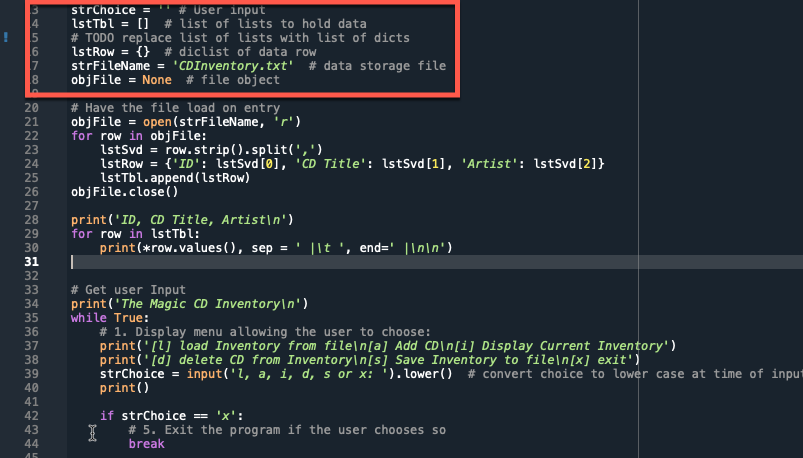 3 strChoice = '' # User input
4 lstTbl = [] # list of lists to hold data
! 5 # TODO replace list of lists with list of dicts
6 lstRow = {} # diclist of data row
7 strFileName = 'CDInventory.txt' # data storage file
8 objFile = None # file object
20 # Have the file load on entry
21 objFile = open(strFileName, 'r')
22 for row in objFile:
23 lstSvd = row.strip().split(',')
24 lstRow = {'ID': lstSvd[0], 'CD Title': lstSvd[1], 'Artist': lstSvd[2]}
25 lstTbl.append(lstRow)
26 objFile.close()
27
28 print('ID, CD Title, Artist\n')
29 for row in lstTbl:
30 print(*row.values(), sep = ' |\t ', end=' |\n\n')
31
32
33 # Get user Input
34 print('The Magic CD Inventory\n')
35 while True:
36 # 1. Display menu allowing the user to choose:
37 print('[l] load Inventory from file\n[a] Add CD\n[i] Display Current Inventory')
38 print('[d] delete CD from Inventory\n[s] Save Inventory to file\n[x] exit')
39 strChoice = input('l, a, i, d, s or x: ').lower() # convert choice to lower case at time of input
40 print()
41
42 if strChoice == 'x':
43 # 5. Exit the program if the user chooses so
44 break